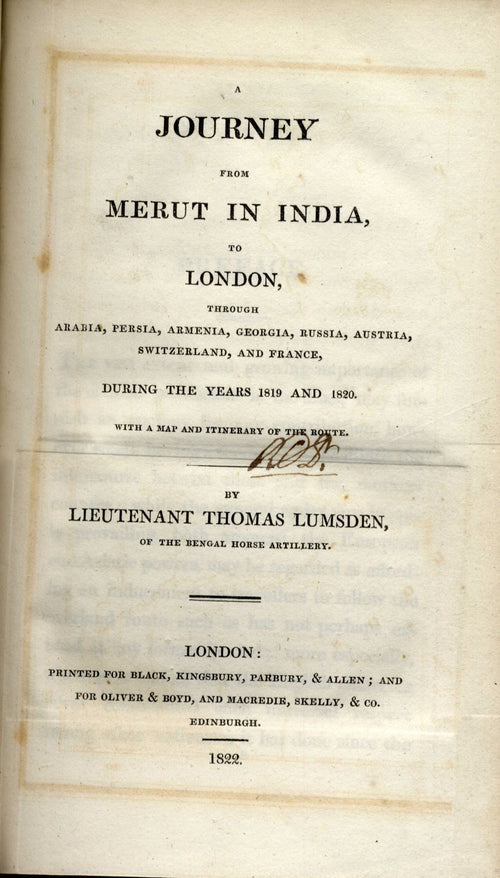 A
JOURNEY
FROM
MERUT IN INDIA,
TO
LONDON,
THROUGH
ARABIA, PERSIA, ARMENIA, GEORGIA, RUSSIA, AUSTRIA,
SWITZERLAND, AND FRANCE,
DURING THE YEARS 1819 AND 1820.
WITH A MAP AND ITINERARY OF THE ROUTE.
BY
LIEUTENANT THOMAS LUMSDEN,
OF THE BENGAL HORSE ARTILLERY.
LONDON:
PRINTED FOR BLACK, KINGSBURY, PARBURY, & ALLEN; AND
FOR OLIVER & BOYD, AND MACREDIE, SKELLY, & CO.
EDINBURGH.
1822.